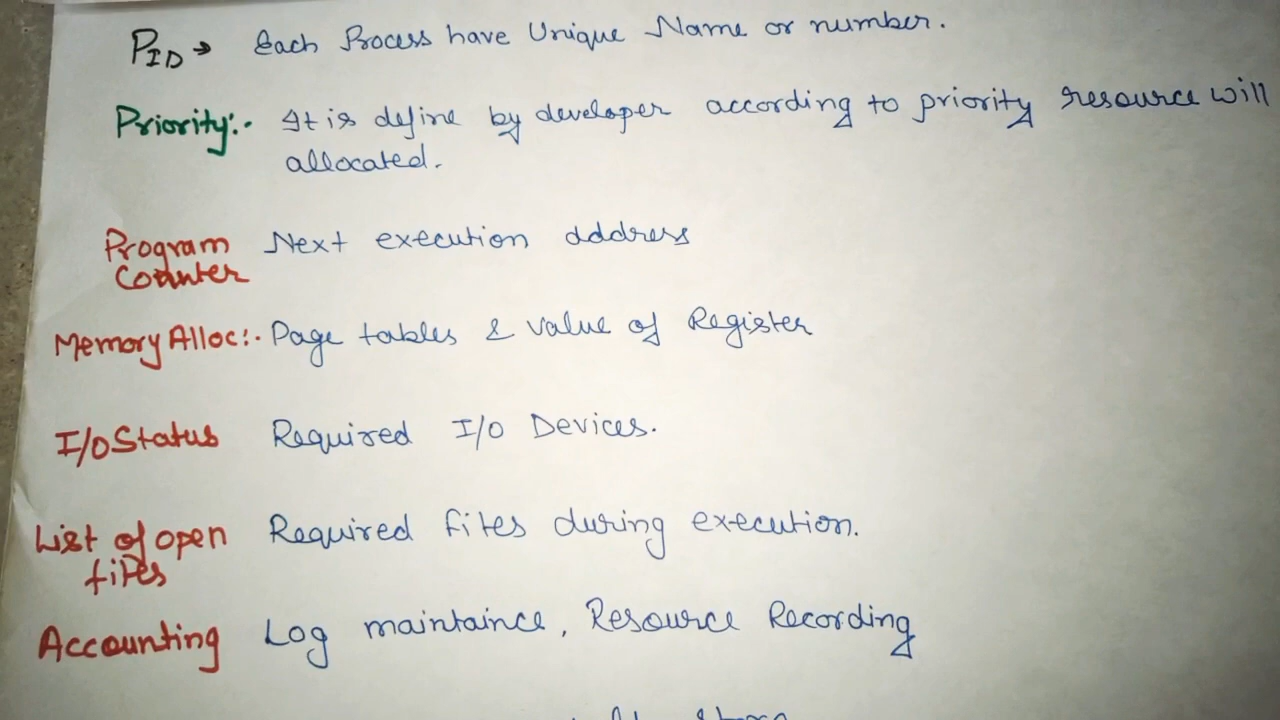 PID → Each Process have Unique Name or number.
Priority:- It is define by developer according to priority resource will
allocated.
Program Next execution address
Counter
Memory Alloc:- Page tables & value of Register
I/O Status Required I/O Devices.
List of open Required files during execution.
files
Accounting Log maintaince, Resource Recording